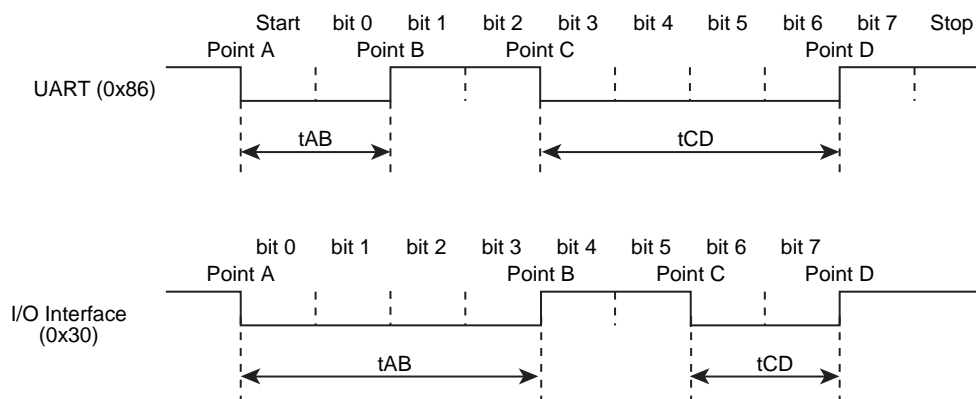 Start bit 0 bit 1 bit 2 bit 3 bit 4 bit 5 bit 6 bit 7 Stop
Point A Point B Point C Point D
UART (0x86)
tAB tCD
bit 0 bit 1 bit 2 bit 3 bit 4 bit 5 bit 6 bit 7
Point A Point B Point C Point D
I/O Interface
(0x30)
tAB tCD